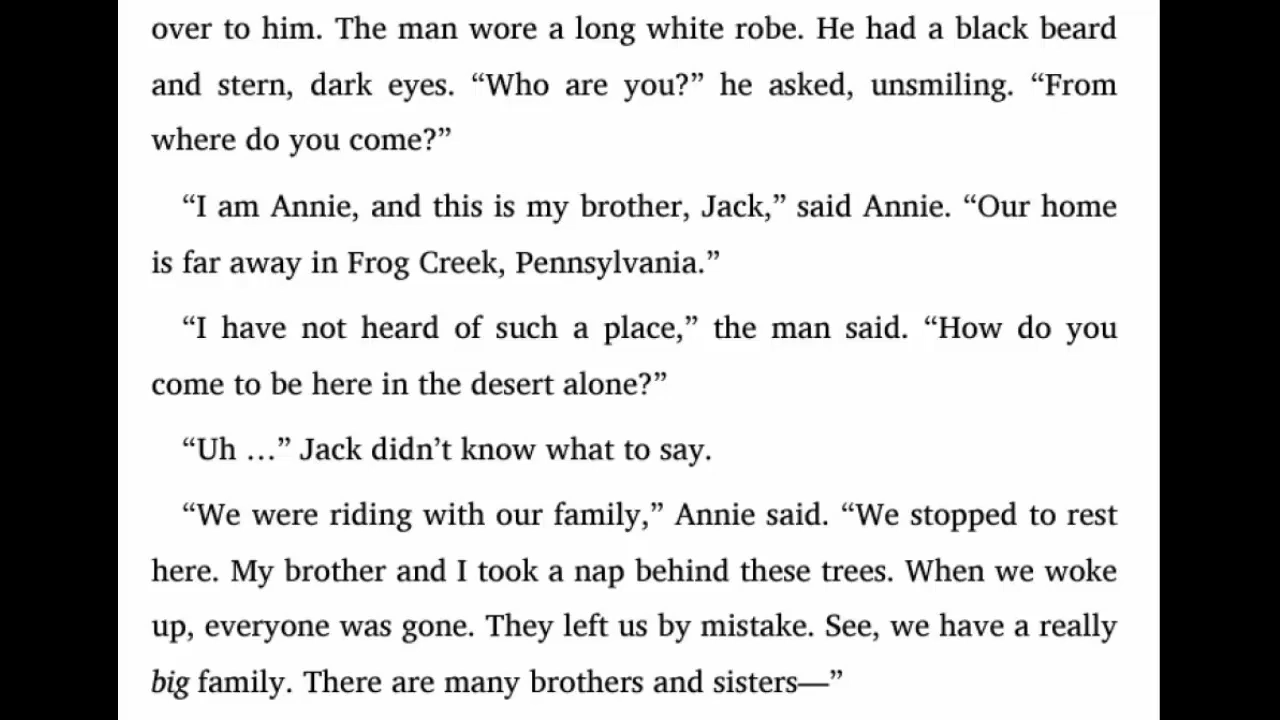 over to him. The man wore a long white robe. He had a black beard
and stern, dark eyes. “Who are you?” he asked, unsmiling. “From
where do you come?”
“I am Annie, and this is my brother, Jack,” said Annie. “Our home
is far away in Frog Creek, Pennsylvania.”
“I have not heard of such a place,” the man said. “How do you
come to be here in the desert alone?”
“Uh …” Jack didn’t know what to say.
“We were riding with our family,” Annie said. “We stopped to rest
here. My brother and I took a nap behind these trees. When we woke
up, everyone was gone. They left us by mistake. See, we have a really
big family. There are many brothers and sisters—”